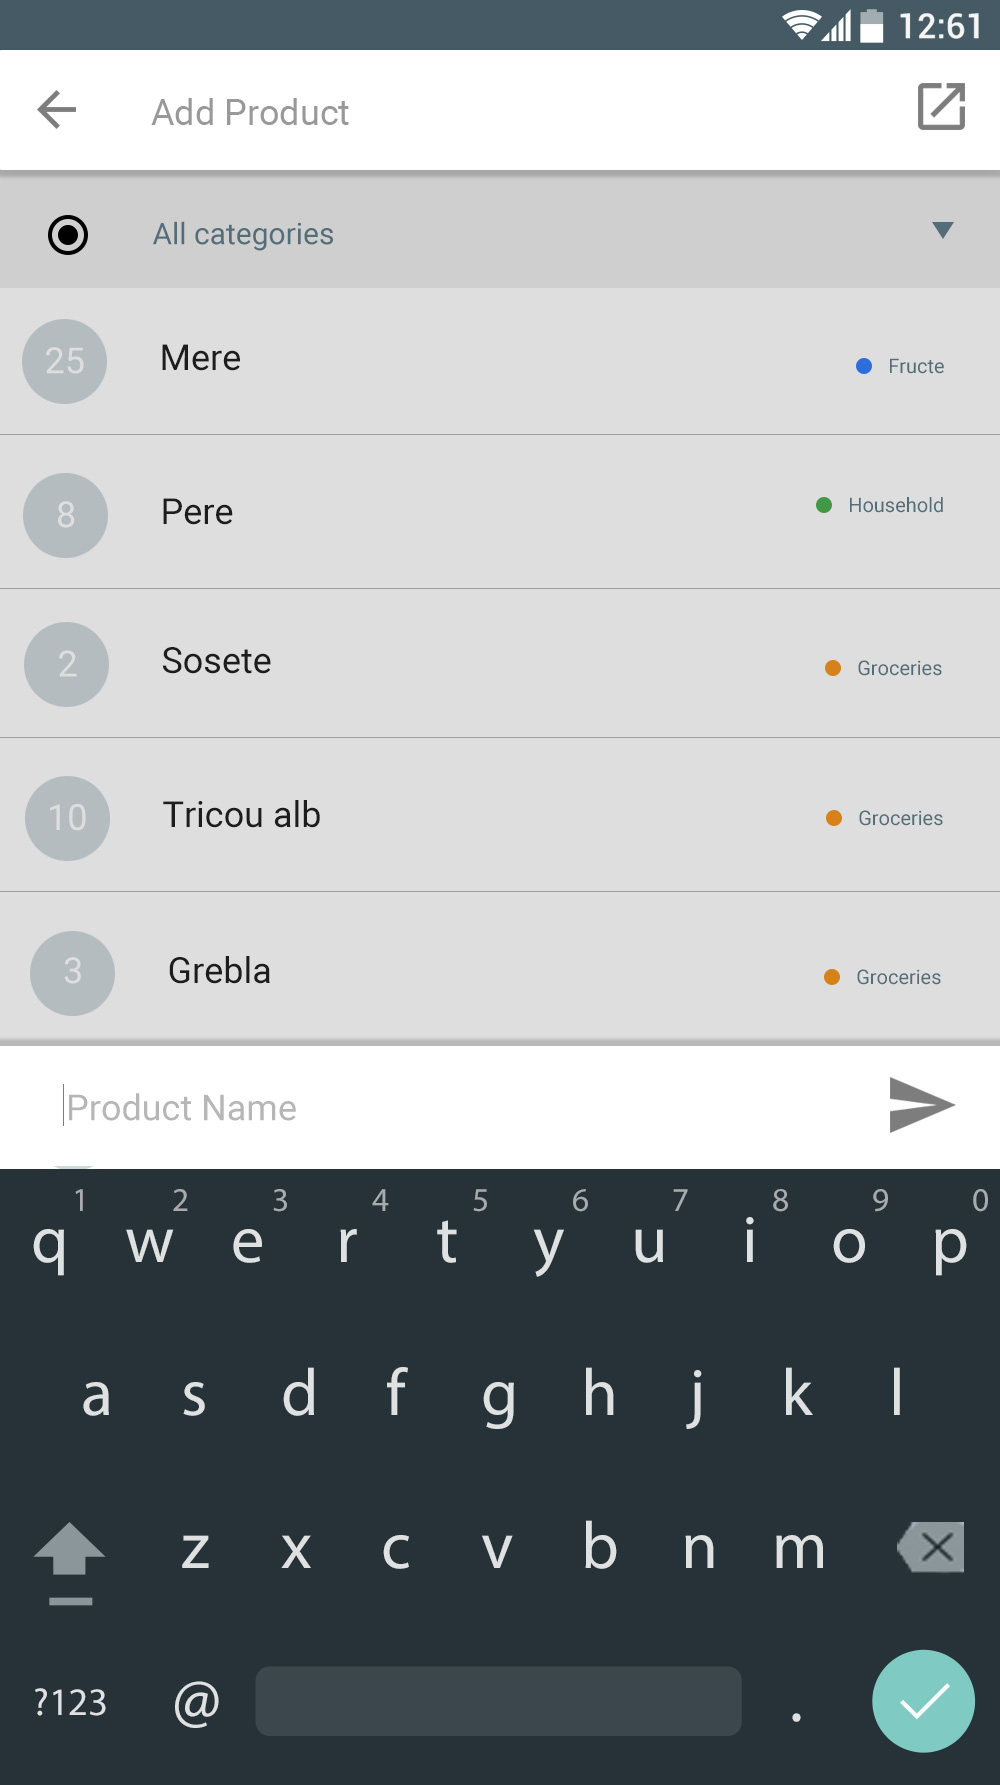 12:61
Add Product
All categories
25 Mere Fructe
8 Pere Household
2 Sosete Groceries
10 Tricou alb Groceries
3 Grebla Groceries
Product Name
1 2 3 4 5 6 7 8 9 0
q w e r t y u i o p
a s d f g h j k l
z x c v b n m
?123 @ .